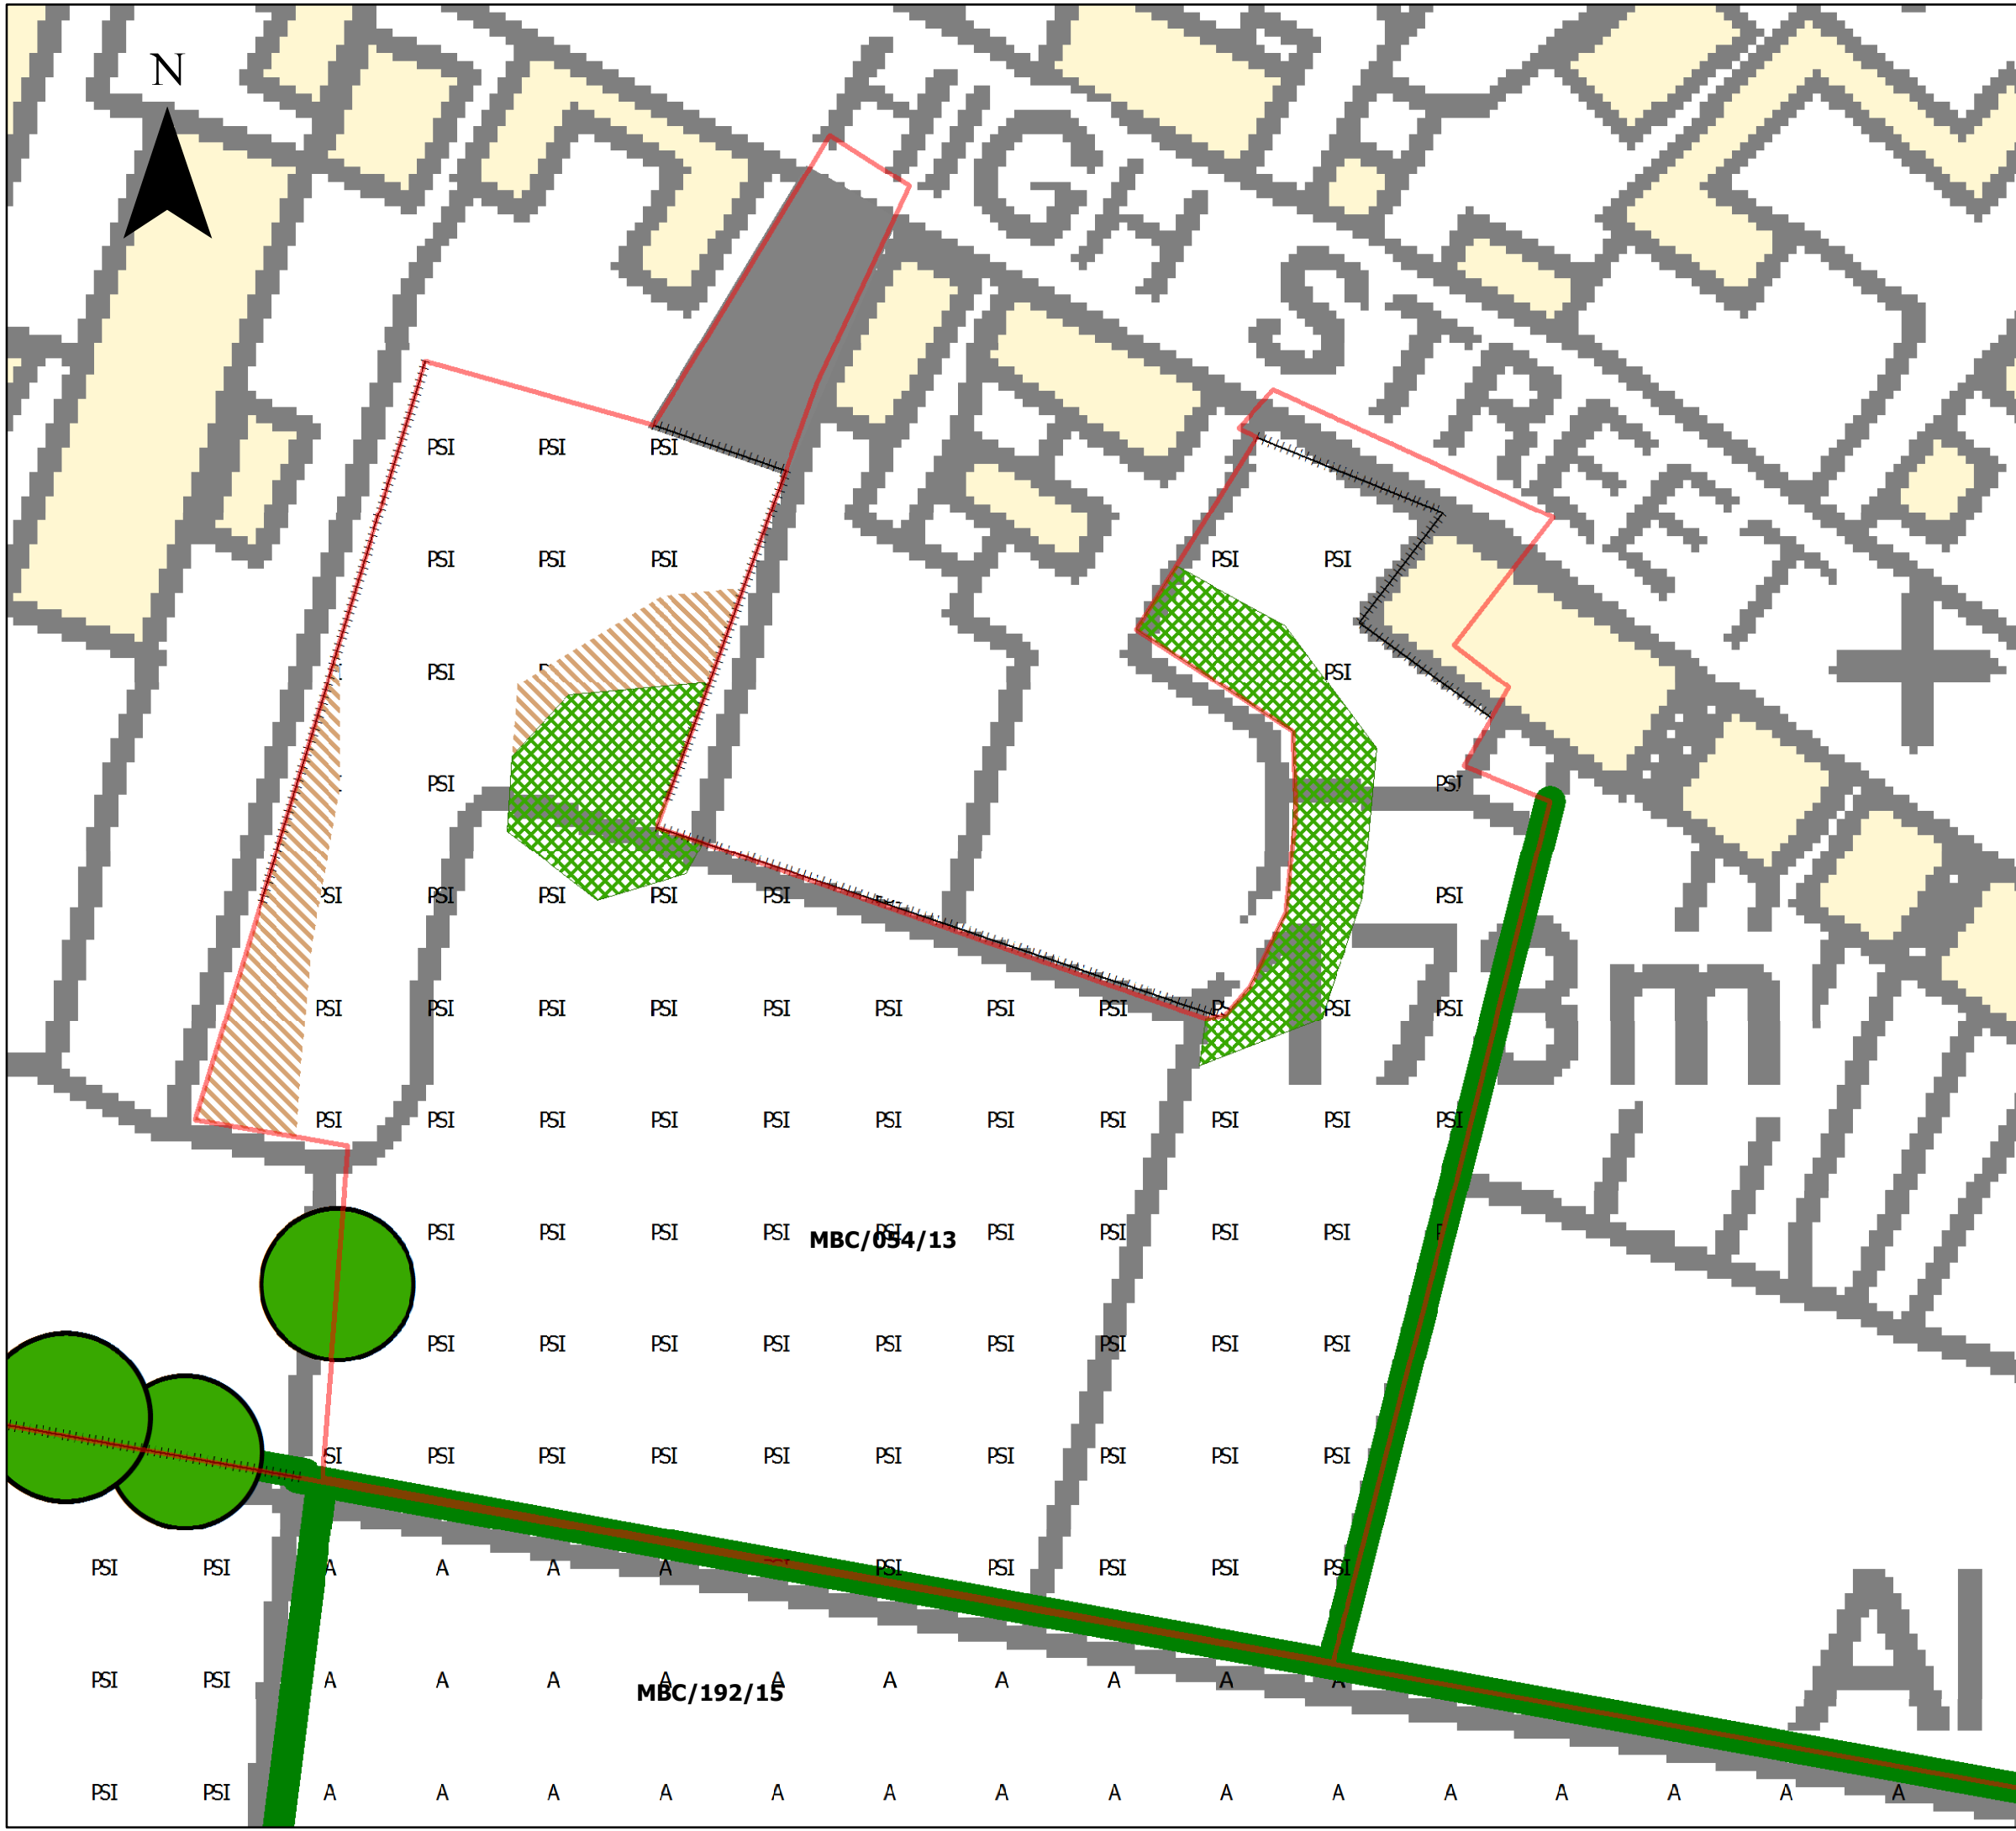 N
HIGH STREET
PSI PSI PSI
PSI PSI PSI PSI PSI
PSI PSI
PSI PSI
PSI PSI PSI PSI PSI PSI
173m
PSI PSI PSI PSI PSI PSI PSI PSI PSI PSI
PSI PSI PSI PSI PSI PSI PSI PSI PSI PSI PSI
PSI PSI PSI PSI PSI PSI PSI PSI PSI
MBC/054/13
PSI PSI PSI PSI PSI PSI PSI PSI PSI
SI PSI PSI PSI PSI PSI PSI PSI PSI PSI
PSI PSI A A A A PSI PSI PSI PSI PSI
PSI PSI A A A A A A A A A A
MBC/192/15
Al
PSI PSI A A A A A A A A A A A A A A A